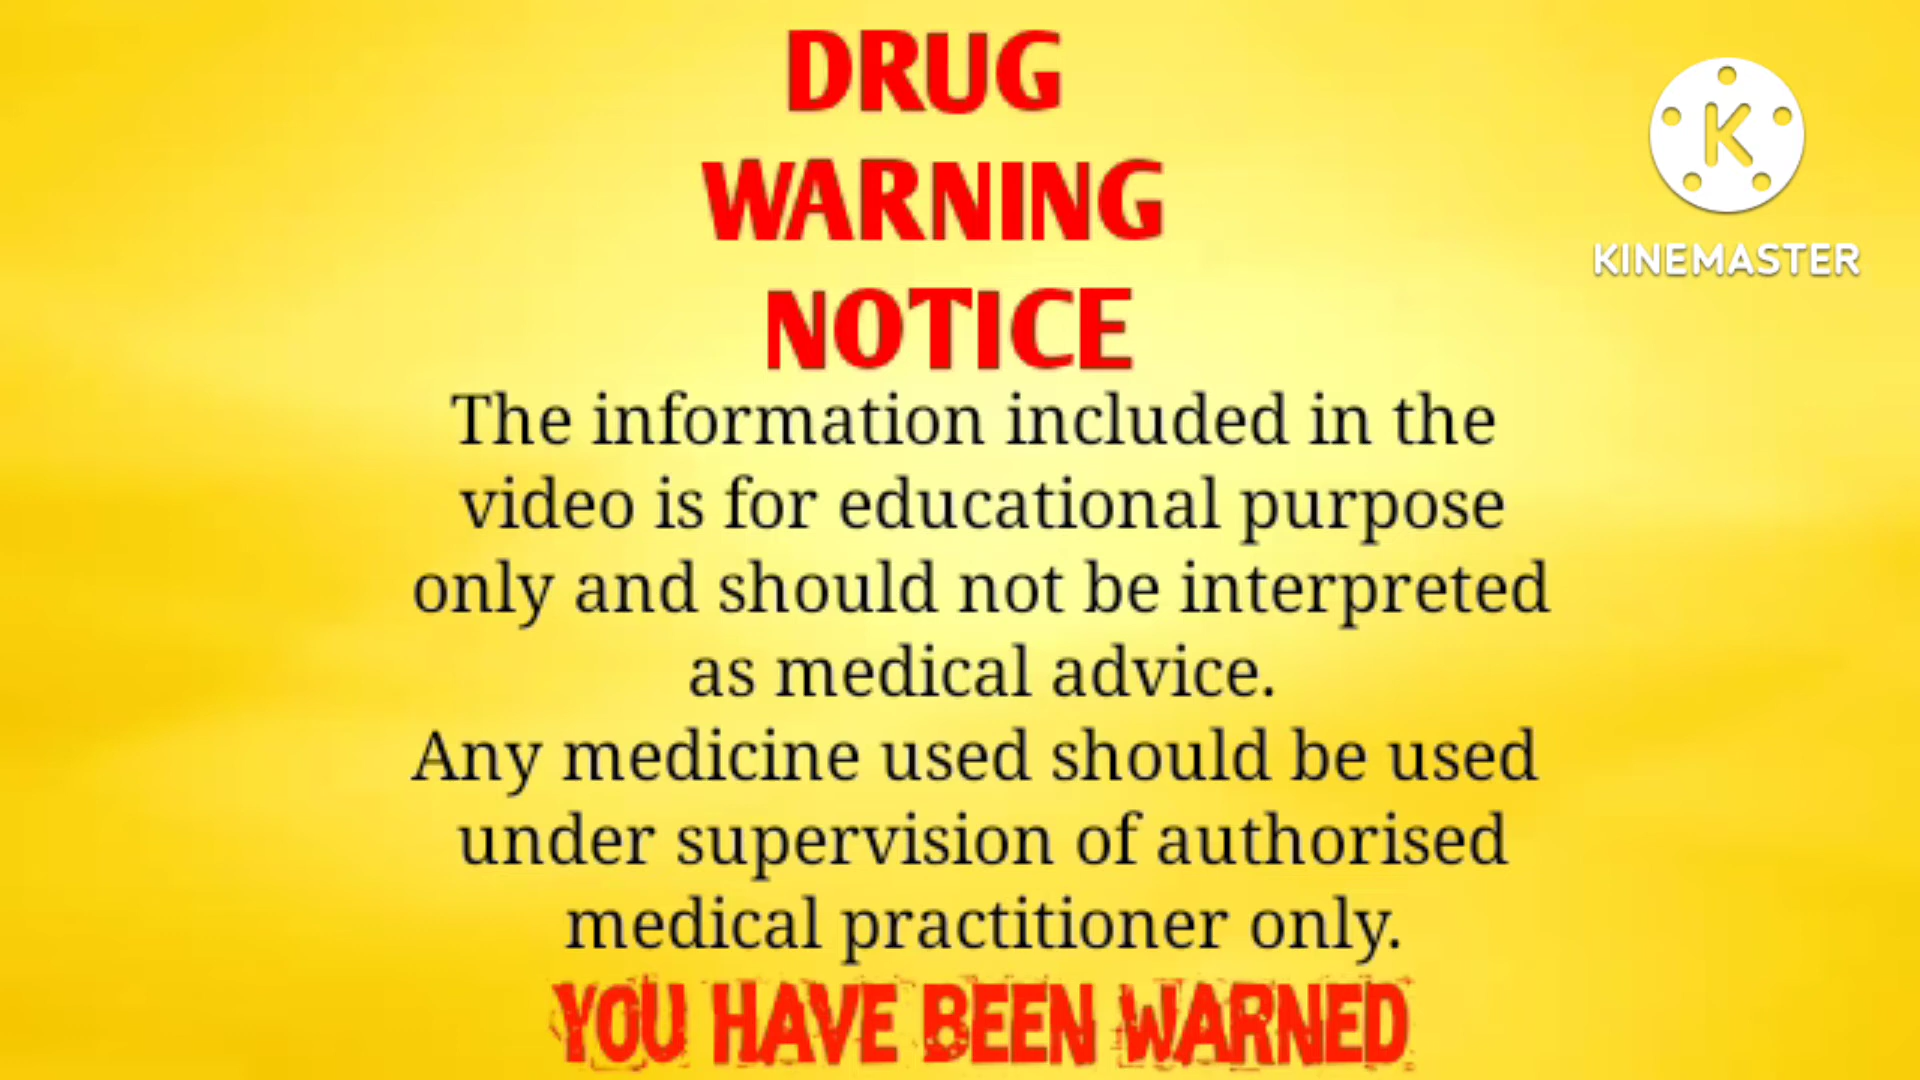 DRUG
WARNING
NOTICE
The information included in the
video is for educational purpose
only and should not be interpreted
as medical advice.
Any medicine used should be used
under supervision of authorised
medical practitioner only.
YOU HAVE BEEN WARNED
K
KINEMASTER